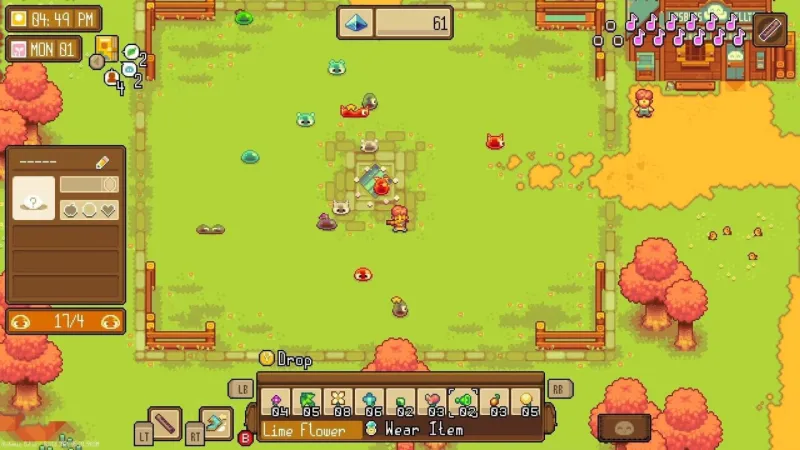 04:49 PM
MON 01
2
4 2
61
-----
?
17/4
Drop
LB
RB
04 05 08 06 02 03 02 03 05
LT
RT
B
Lime Flower
Wear Item